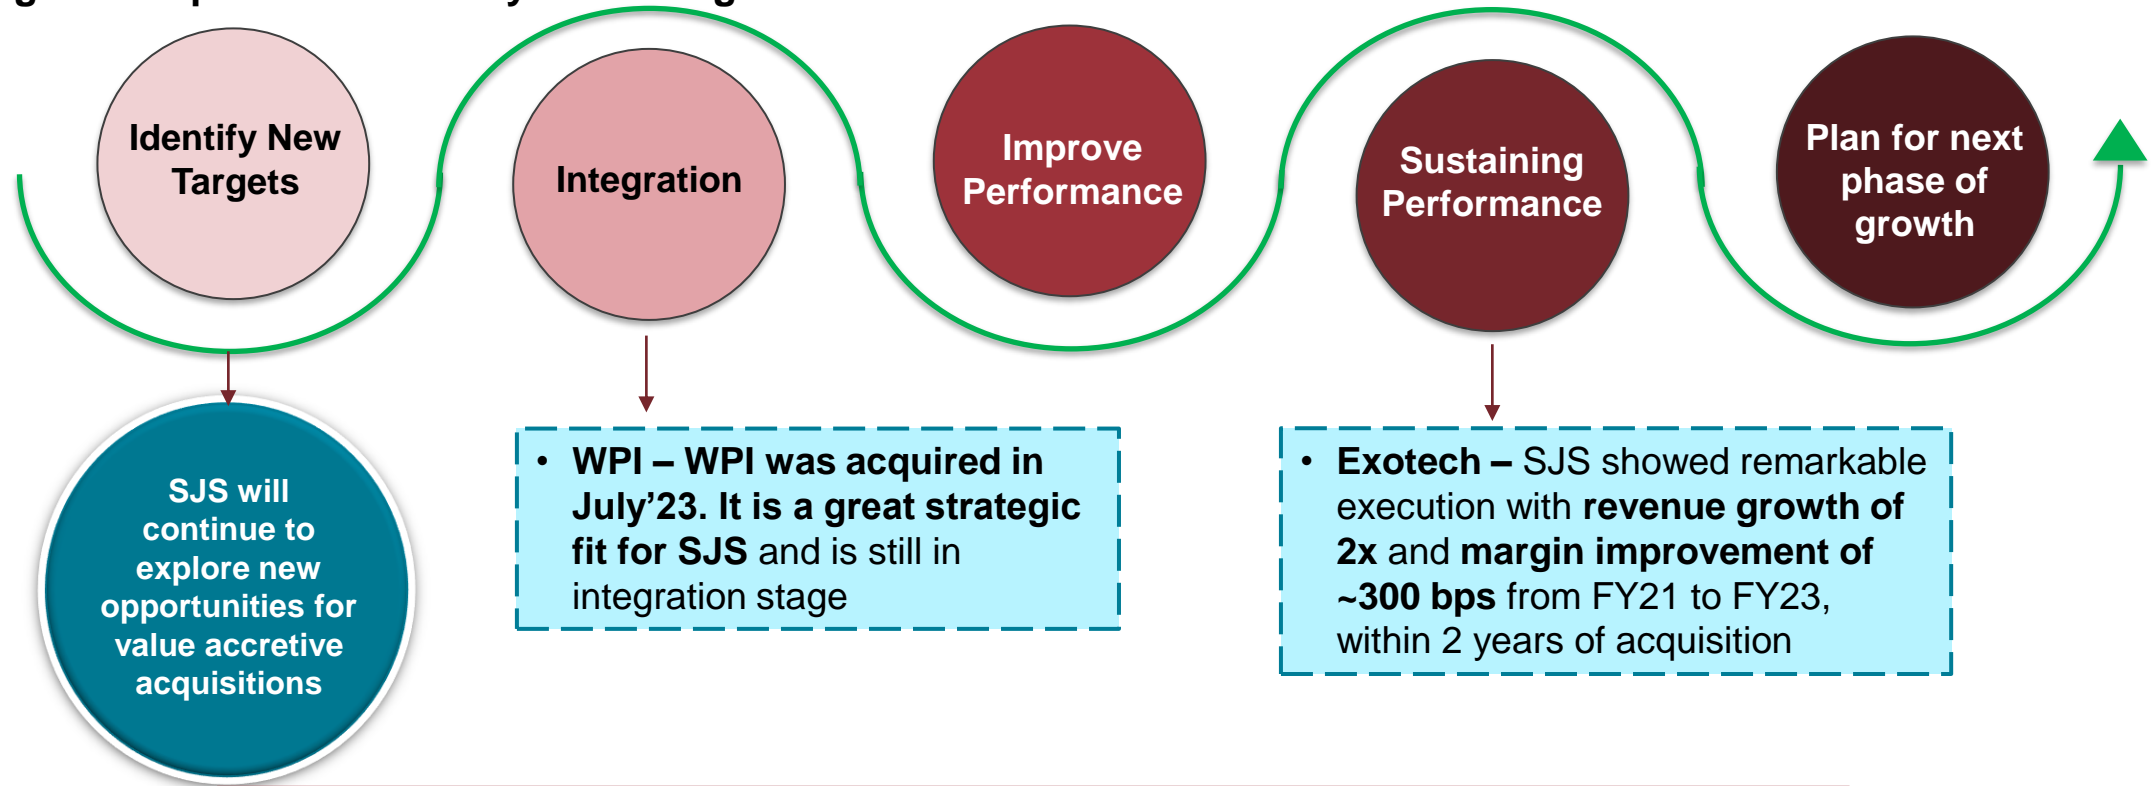 Identify New
Targets
Integration
Improve
Performance
Sustaining
Performance
Plan for next
phase of
growth
SJS will
continue to
explore new
opportunities for
value accretive
acquisitions
• WPI – WPI was acquired in
July’23. It is a great strategic
fit for SJS and is still in
integration stage
• Exotech – SJS showed remarkable
execution with revenue growth of
2x and margin improvement of
~300 bps from FY21 to FY23,
within 2 years of acquisition